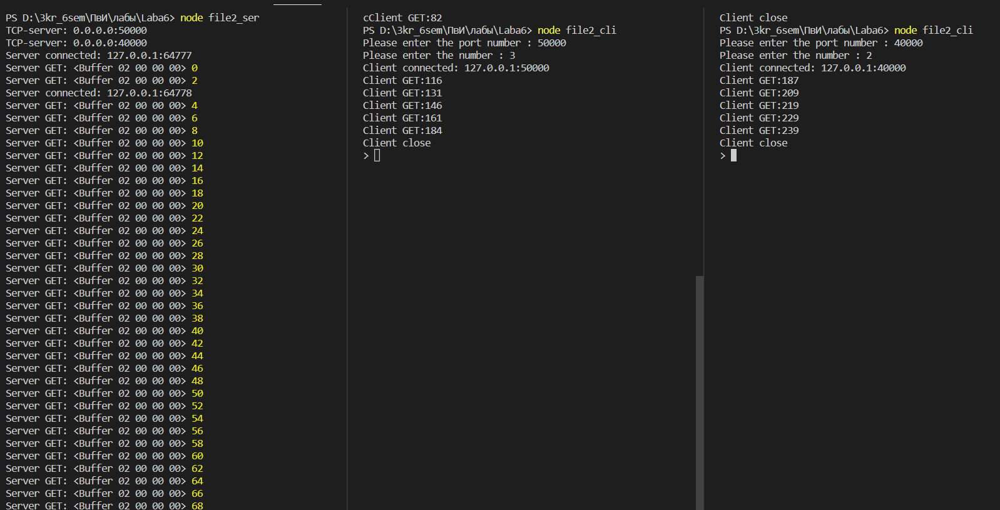 PS D:\3kr_6sem\ПвИ\лабы\Laba6> node file2_ser
TCP-server: 0.0.0.0:50000
TCP-server: 0.0.0.0:40000
Server connected: 127.0.0.1:64777
Server GET: <Buffer 02 00 00 00> 0
Server GET: <Buffer 02 00 00 00> 2
Server connected: 127.0.0.1:64778
Server GET: <Buffer 02 00 00 00> 4
Server GET: <Buffer 02 00 00 00> 6
Server GET: <Buffer 02 00 00 00> 8
Server GET: <Buffer 02 00 00 00> 10
Server GET: <Buffer 02 00 00 00> 12
Server GET: <Buffer 02 00 00 00> 14
Server GET: <Buffer 02 00 00 00> 16
Server GET: <Buffer 02 00 00 00> 18
Server GET: <Buffer 02 00 00 00> 20
Server GET: <Buffer 02 00 00 00> 22
Server GET: <Buffer 02 00 00 00> 24
Server GET: <Buffer 02 00 00 00> 26
Server GET: <Buffer 02 00 00 00> 28
Server GET: <Buffer 02 00 00 00> 30
Server GET: <Buffer 02 00 00 00> 32
Server GET: <Buffer 02 00 00 00> 34
Server GET: <Buffer 02 00 00 00> 36
Server GET: <Buffer 02 00 00 00> 38
Server GET: <Buffer 02 00 00 00> 40
Server GET: <Buffer 02 00 00 00> 42
Server GET: <Buffer 02 00 00 00> 44
Server GET: <Buffer 02 00 00 00> 46
Server GET: <Buffer 02 00 00 00> 48
Server GET: <Buffer 02 00 00 00> 50
Server GET: <Buffer 02 00 00 00> 52
Server GET: <Buffer 02 00 00 00> 54
Server GET: <Buffer 02 00 00 00> 56
Server GET: <Buffer 02 00 00 00> 58
Server GET: <Buffer 02 00 00 00> 60
Server GET: <Buffer 02 00 00 00> 62
Server GET: <Buffer 02 00 00 00> 64
Server GET: <Buffer 02 00 00 00> 66
Server GET: <Buffer 02 00 00 00> 68
cClient GET:82
PS D:\3kr_6sem\ПвИ\лабы\Laba6> node file2_cli
Please enter the port number : 50000
Please enter the number : 3
Client connected: 127.0.0.1:50000
Client GET:116
Client GET:131
Client GET:146
Client GET:161
Client GET:184
Client close
>
Client close
PS D:\3kr_6sem\ПвИ\лабы\Laba6> node file2_cli
Please enter the port number : 40000
Please enter the number : 2
Client connected: 127.0.0.1:40000
Client GET:187
Client GET:209
Client GET:219
Client GET:229
Client GET:239
Client close
>